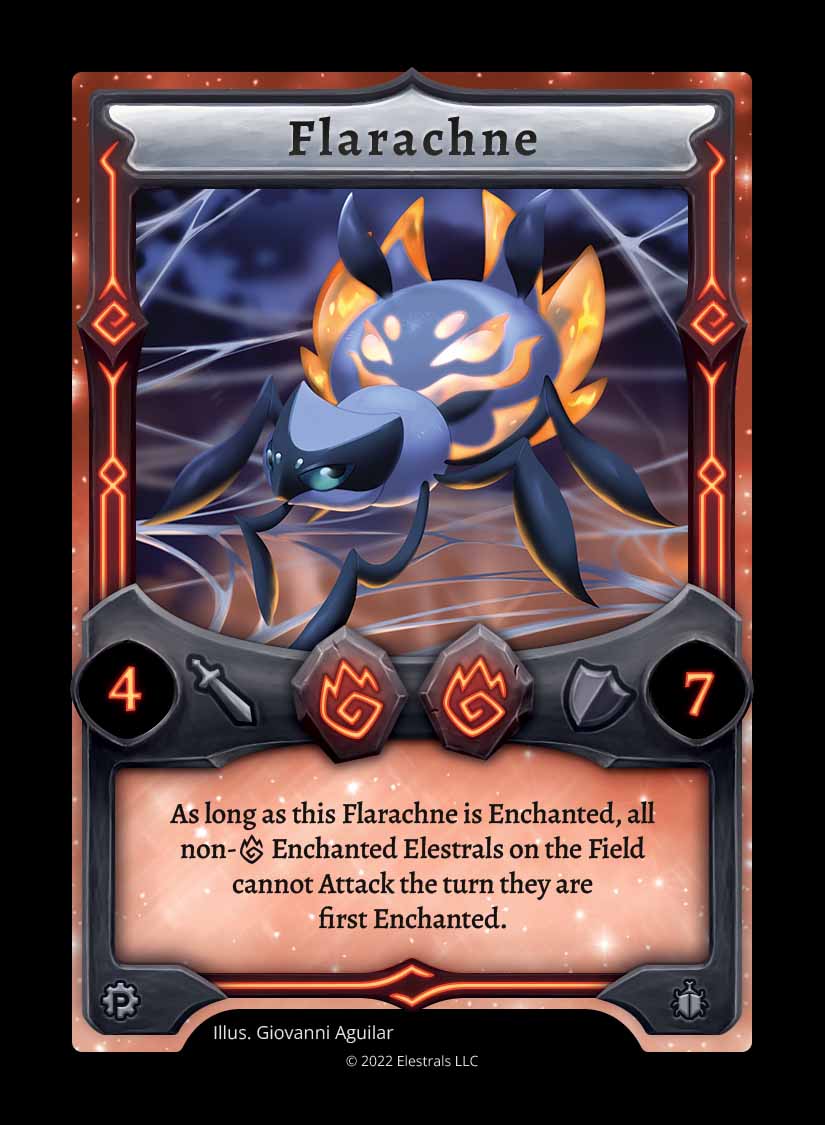 Flarachne
4
7
As long as this Flarachne is Enchanted, all
non- Enchanted Elestrals on the Field
cannot Attack the turn they are
first Enchanted.
P
Illus. Giovanni Aguilar
© 2022 Elestrals LLC